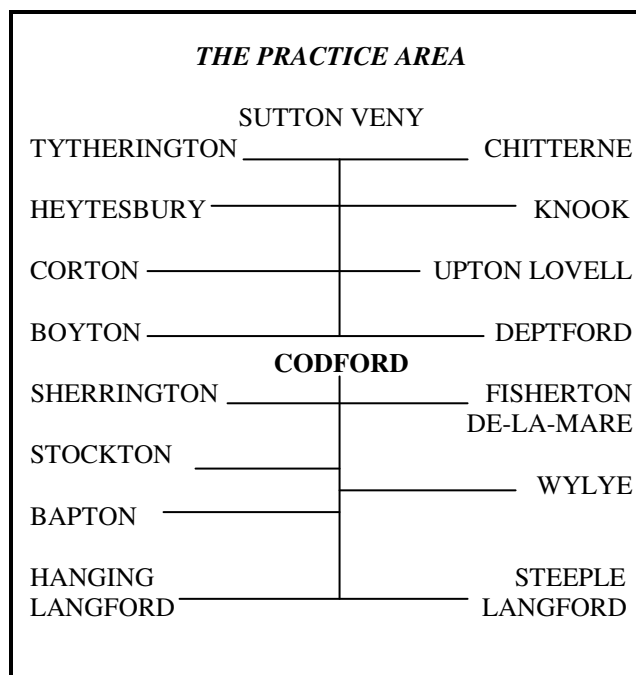 THE PRACTICE AREA
SUTTON VENY
TYTHERINGTON CHITTERNE
HEYTESBURY KNOOK
CORTON UPTON LOVELL
BOYTON DEPTFORD
CODFORD
SHERRINGTON FISHERTON
DE-LA-MARE
STOCKTON
WYLYE
BAPTON
HANGING STEEPLE
LANGFORD LANGFORD